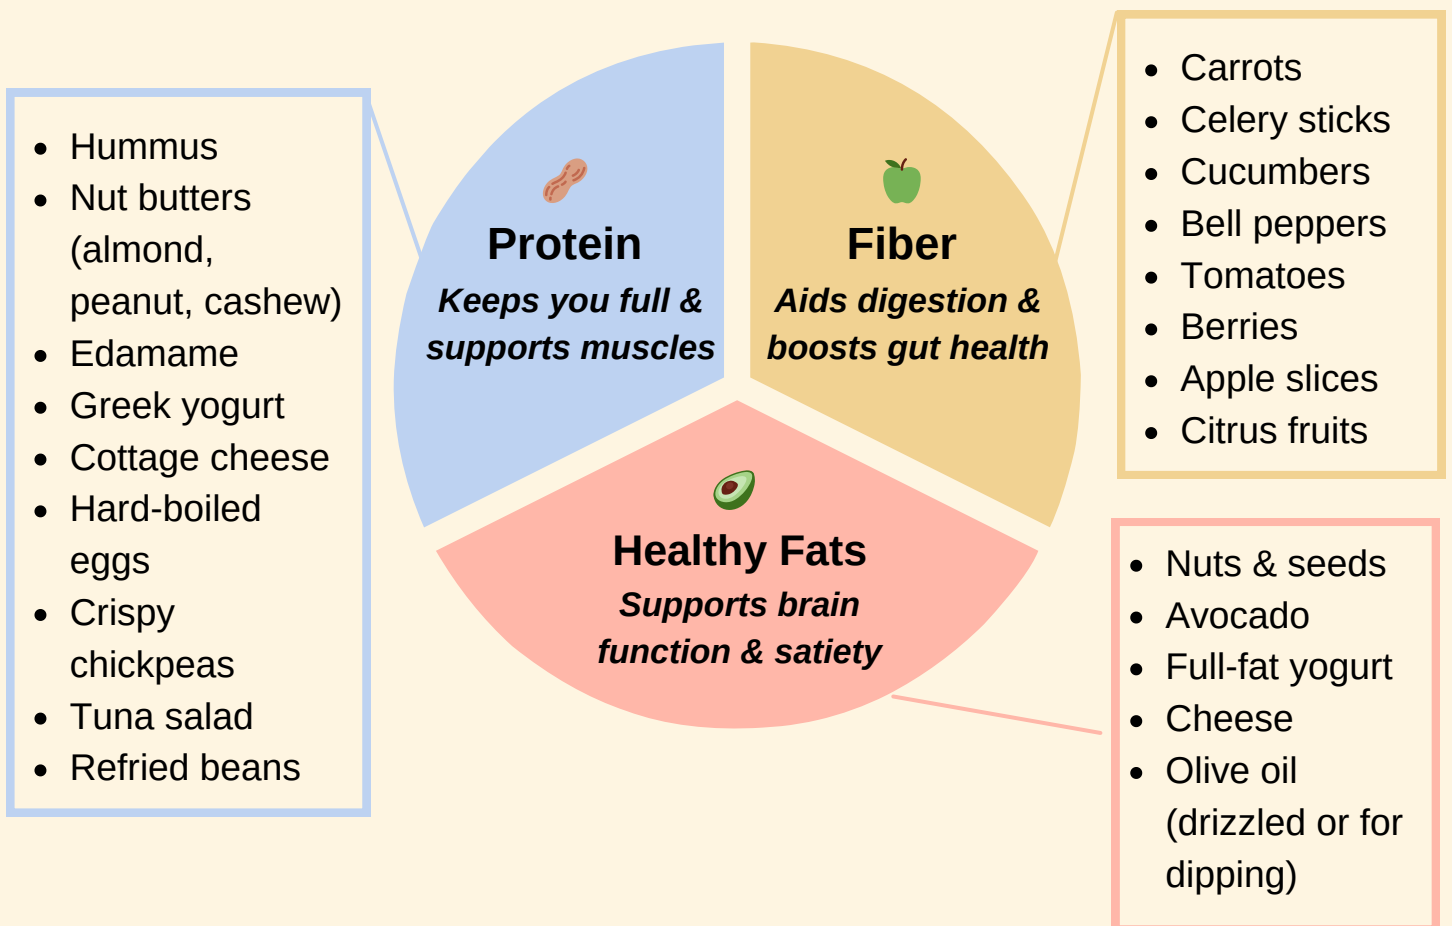 Hummus
Nut butters
(almond,
peanut, cashew)
Edamame
Greek yogurt
Cottage cheese
Hard-boiled
eggs
Crispy
chickpeas
Tuna salad
Refried beans
Protein
Keeps you full &
supports muscles
Fiber
Aids digestion &
boosts gut health
Healthy Fats
Supports brain
function & satiety
Carrots
Celery sticks
Cucumbers
Bell peppers
Tomatoes
Berries
Apple slices
Citrus fruits
Nuts & seeds
Avocado
Full-fat yogurt
Cheese
Olive oil
(drizzled or for
dipping)